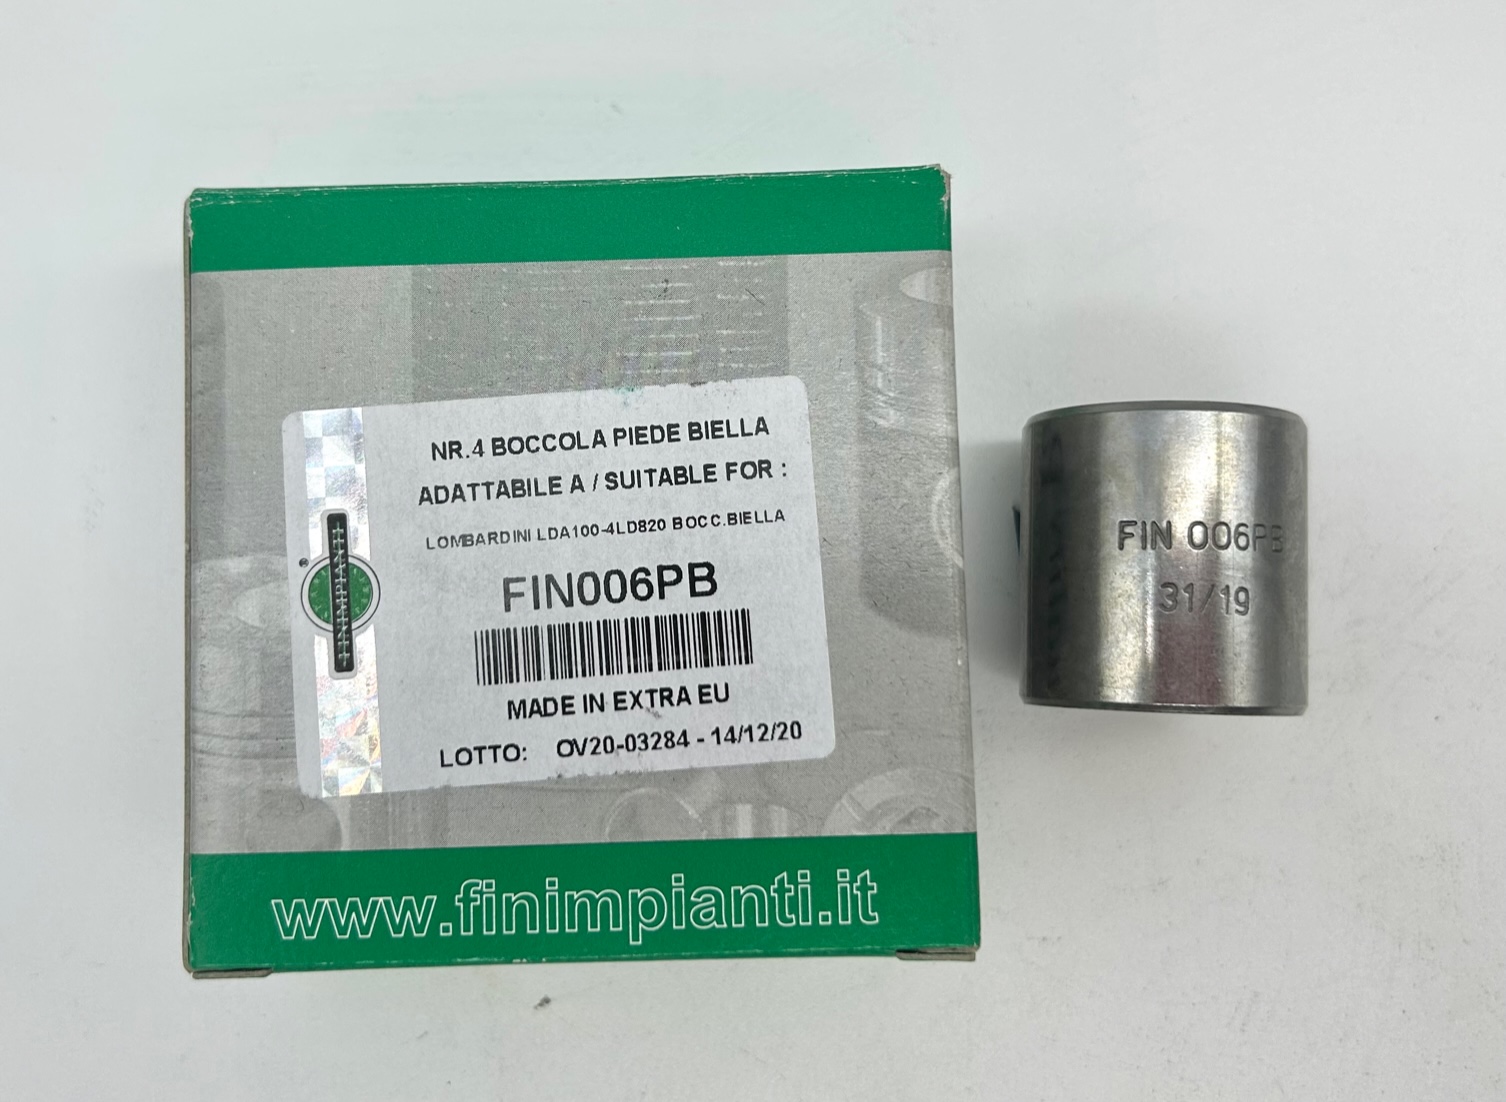 NR.4 BOCCOLA PIEDE BIELLA
ADATTABILE A / SUITABLE FOR :
LOMBARDINI LDA100-4LD820 BOCC.BIELLA
FIN006PB
MADE IN EXTRA EU
LOTTO: OV20-03284 - 14/12/20
FINIMPIANTI
®
www.finimpianti.it
FIN 006PB
31/19